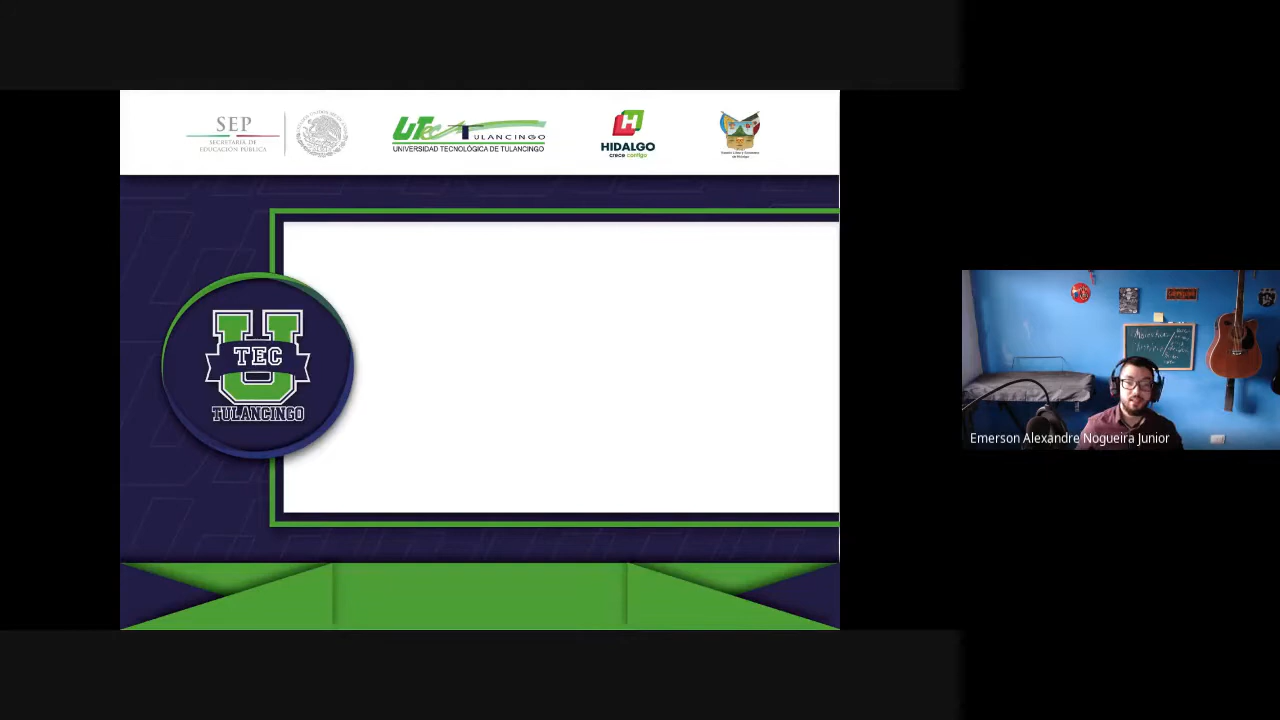 SEP
SECRETARÍA DE
EDUCACIÓN PÚBLICA
UTec TULANCINGO
UNIVERSIDAD TECNOLÓGICA DE TULANCINGO
HIDALGO
crece contigo
U
TEC
TULANCINGO
Emerson Alexandre Nogueira Junior